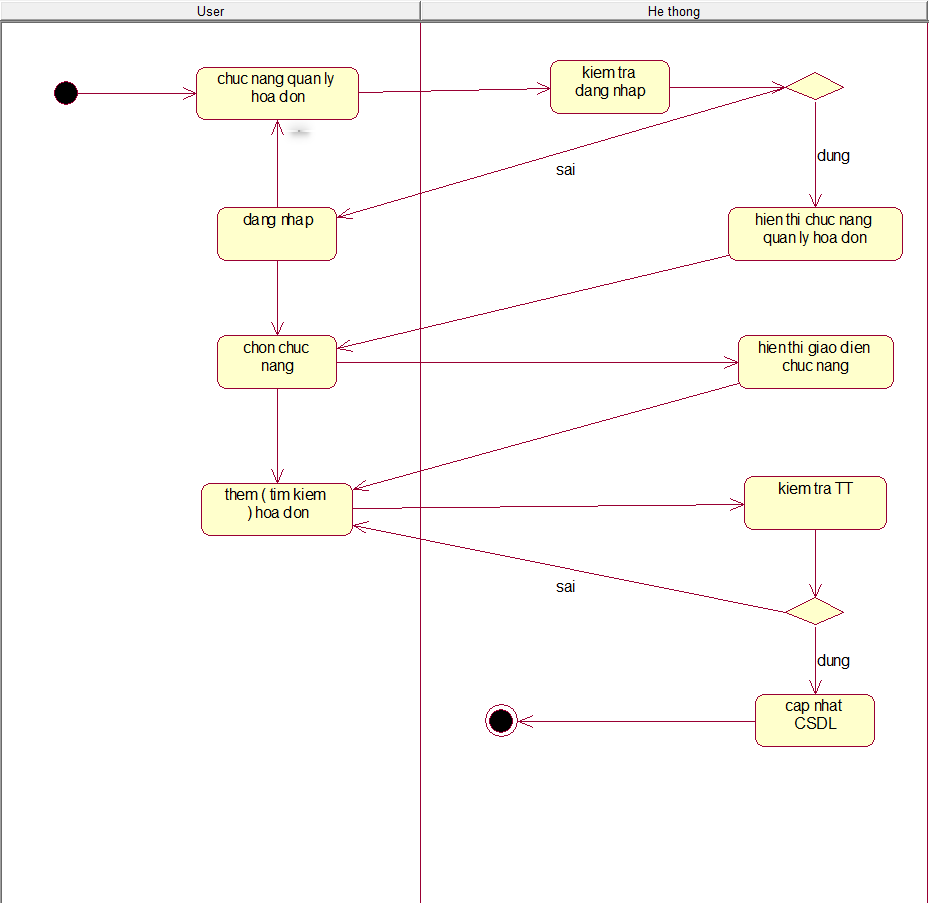 User
He thong
chuc nang quan ly
hoa don
kiem tra
dang nhap
dung
sai
dang nhap
hien thi chuc nang
quan ly hoa don
chon chuc
nang
hien thi giao dien
chuc nang
them ( tim kiem
) hoa don
kiem tra TT
sai
dung
cap nhat
CSDL